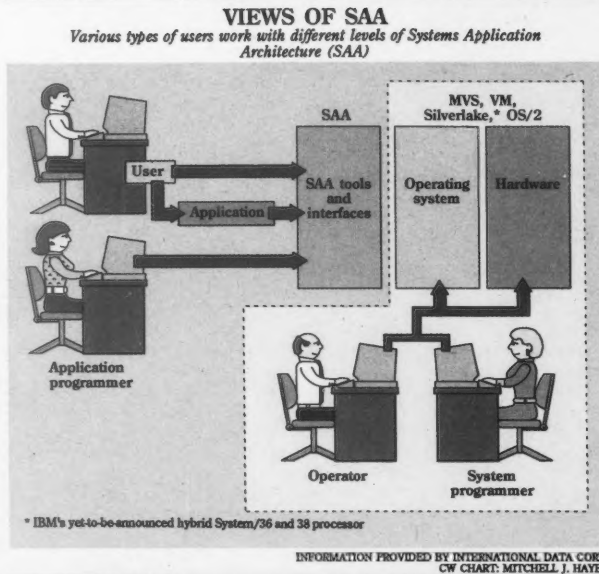 VIEWS OF SAA
Various types of users work with different levels of Systems Application
Architecture (SAA)
SAA
MVS, VM,
Silverlake,* OS/2
User
Application
SAA tools
and
interfaces
Operating
system
Hardware
Application
programmer
Operator
System
programmer
* IBM's yet-to-be-announced hybrid System/36 and 38 processor
INFORMATION PROVIDED BY INTERNATIONAL DATA COR
CW CHART: MITCHELL J. HAYE